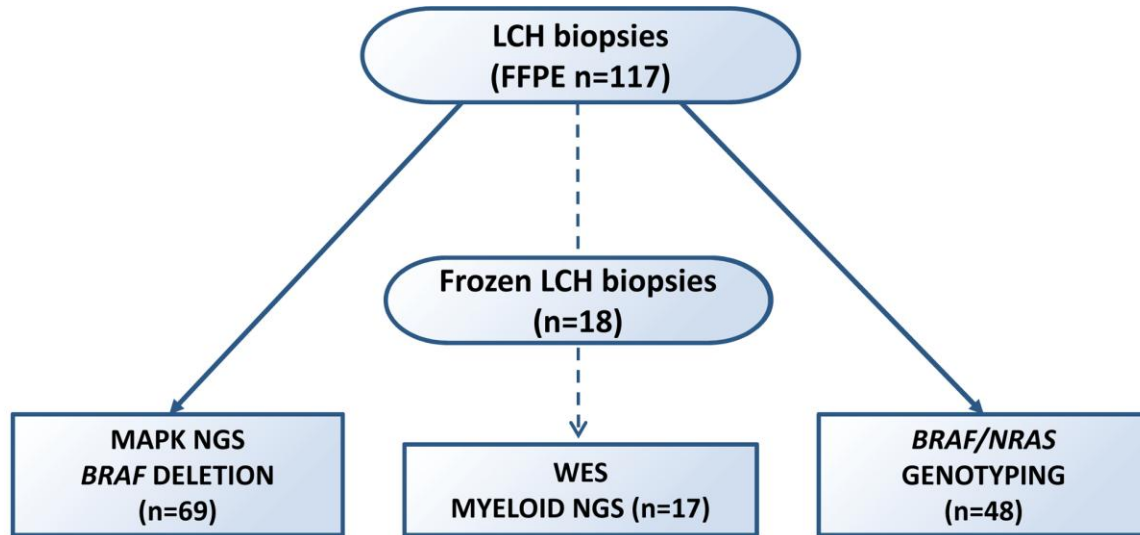 LCH biopsies
(FFPE n=117)
Frozen LCH biopsies
(n=18)
MAPK NGS
BRAF DELETION
(n=69)
WES
MYELOID NGS (n=17)
BRAF/NRAS
GENOTYPING
(n=48)